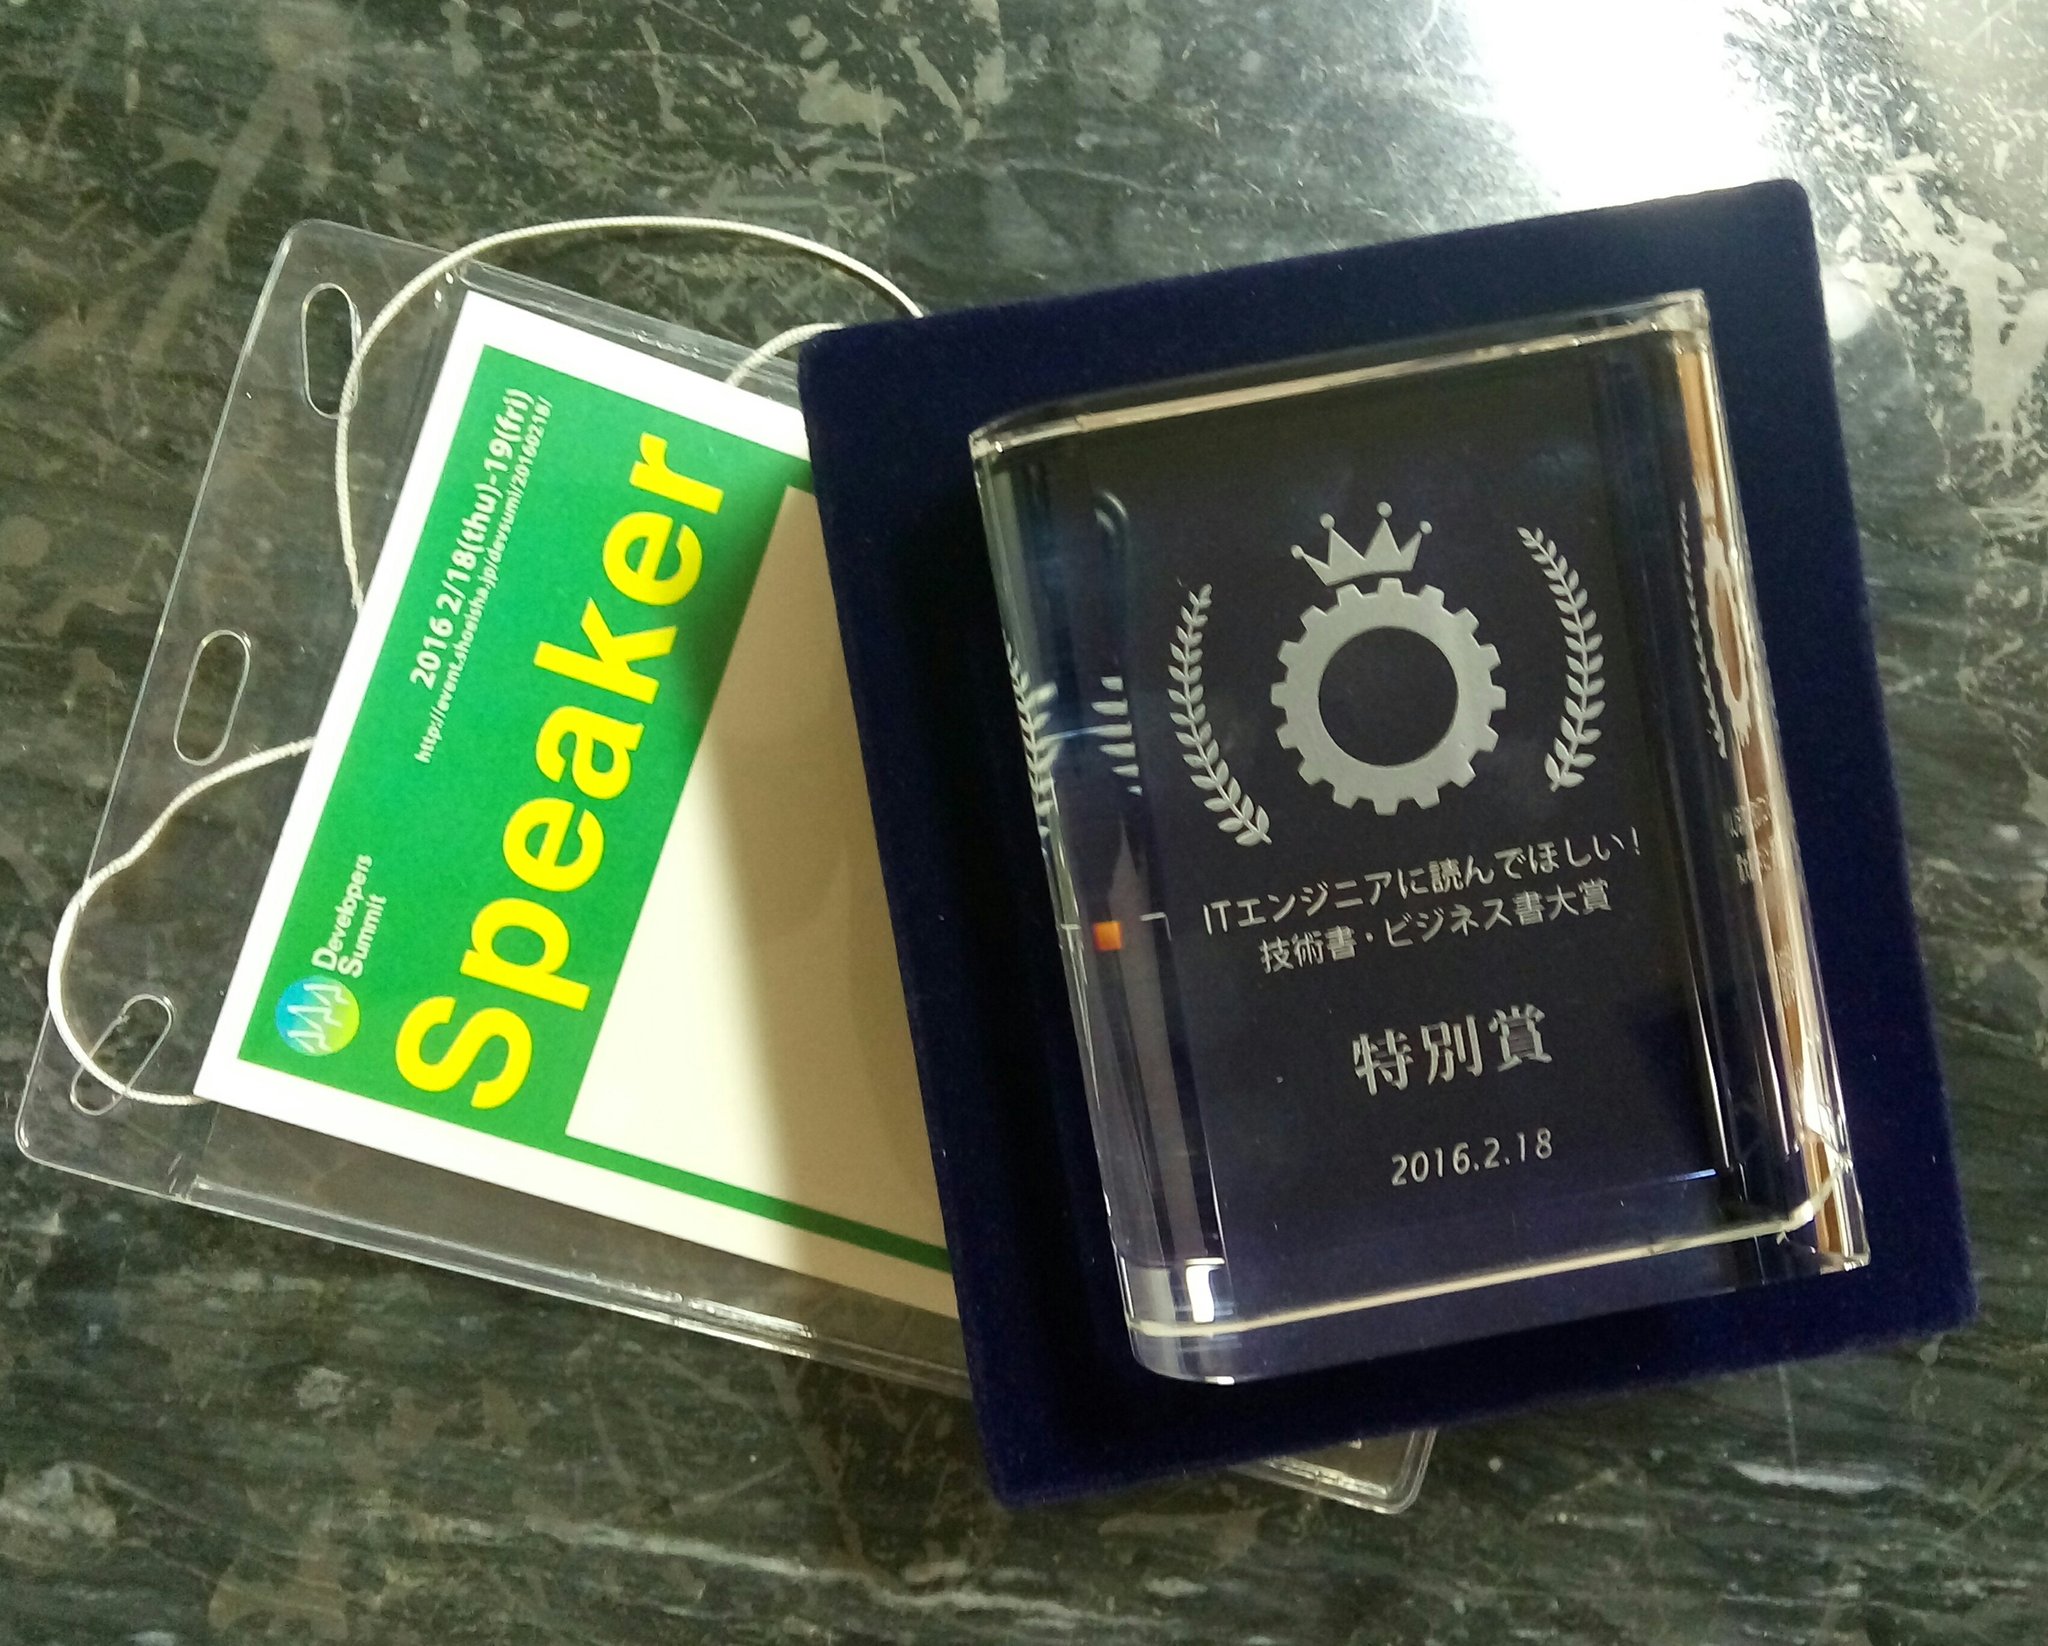 2016 2/18(thu)-19(fri)
http://event.shoeisha.jp/devsumi/20160218/
Developers
Summit
Speaker
ITエンジニアに読んでほしい!
技術書・ビジネス書大賞
特別賞
2016.2.18